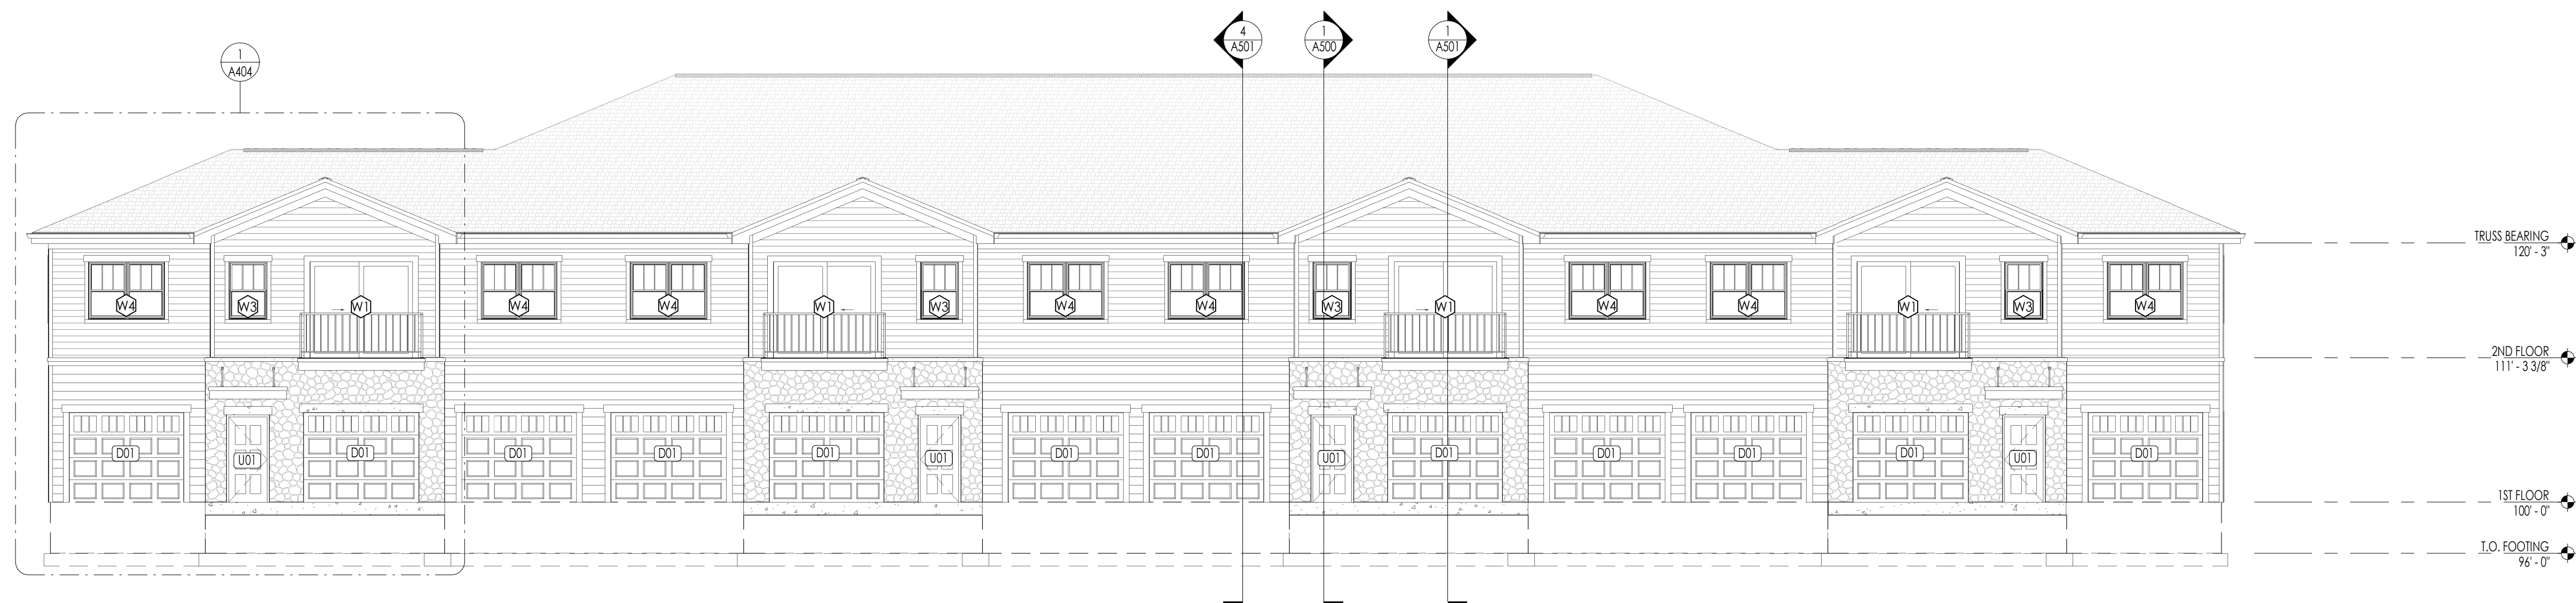 4
A501
1
A500
1
A501
1
A404
TRUSS BEARING
120' - 3"
W4
W3
W1
W4
W4
W1
W3
W4
W4
W3
W1
W4
W4
W1
W3
W4
2ND FLOOR
111' - 3 3/8"
D01
U01
D01
D01
D01
D01
U01
D01
D01
U01
D01
D01
D01
D01
U01
D01
1ST FLOOR
100' - 0"
T.O. FOOTING
96' - 0"